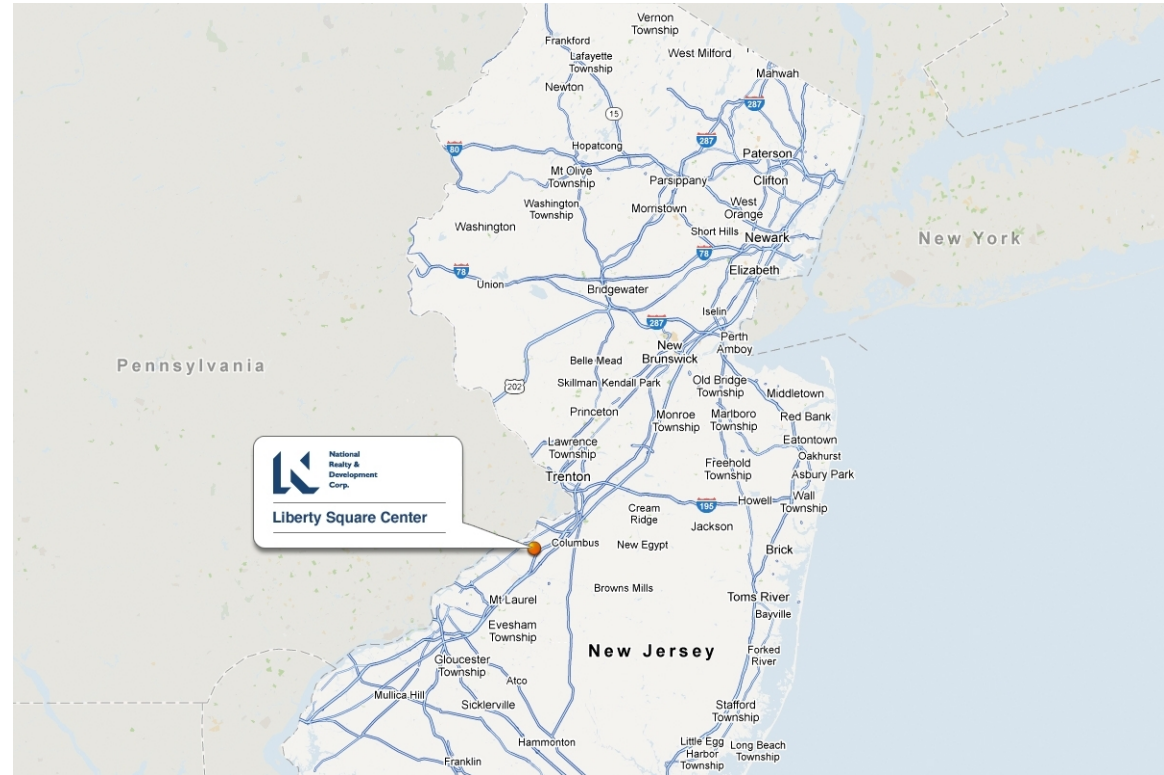 Vernon
Township
Frankford
West Milford
Lafayette
Township
Mahwah
Newton
287
15
287
80
Hopatcong
Paterson
Mt Olive
Township
Parsippany
Clifton
Washington
Township
Morristown
West
Orange
Washington
Short Hills
Newark
New York
78
78
Elizabeth
Union
Bridgewater
Iselin
287
Perth
Amboy
New
Brunswick
Belle Mead
Pennsylvania
Skillman
Kendall Park
Old Bridge
Township
202
Middletown
Princeton
Monroe
Township
Marlboro
Township
Red Bank
Lawrence
Township
Eatontown
Oakhurst
Freehold
Township
Asbury Park
Trenton
National
Realty &
Development
Corp.
Liberty Square Center
195
Howell
Wall
Township
Cream
Ridge
Jackson
Columbus
New Egypt
Brick
Browns Mills
Toms River
Mt Laurel
Bayville
Evesham
Township
New Jersey
Forked
River
Gloucester
Township
Atco
Mullica Hill
Sicklerville
Stafford
Township
Hammonton
Little Egg
Harbor
Township
Long Beach
Township
Franklin